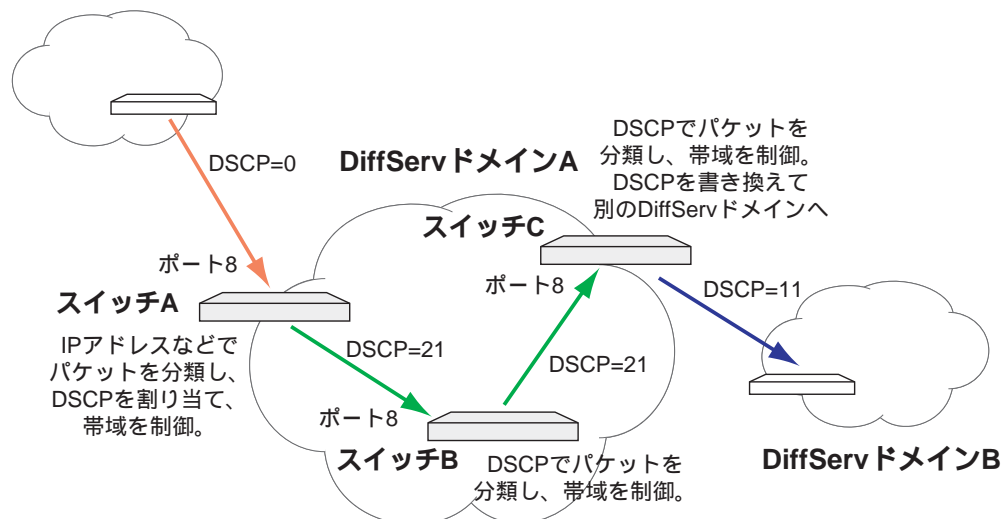 DSCP=0
DiffServドメインA
DSCPでパケットを
分類し、帯域を制御。
DSCPを書き換えて
別のDiffServドメインへ
スイッチC
ポート8
スイッチA
ポート8
DSCP=11
IPアドレスなどで
パケットを分類し、
DSCPを割り当て、
帯域を制御。
DSCP=21
DSCP=21
ポート8
スイッチB
DSCPでパケットを
分類し、帯域を制御。
DiffServドメインB